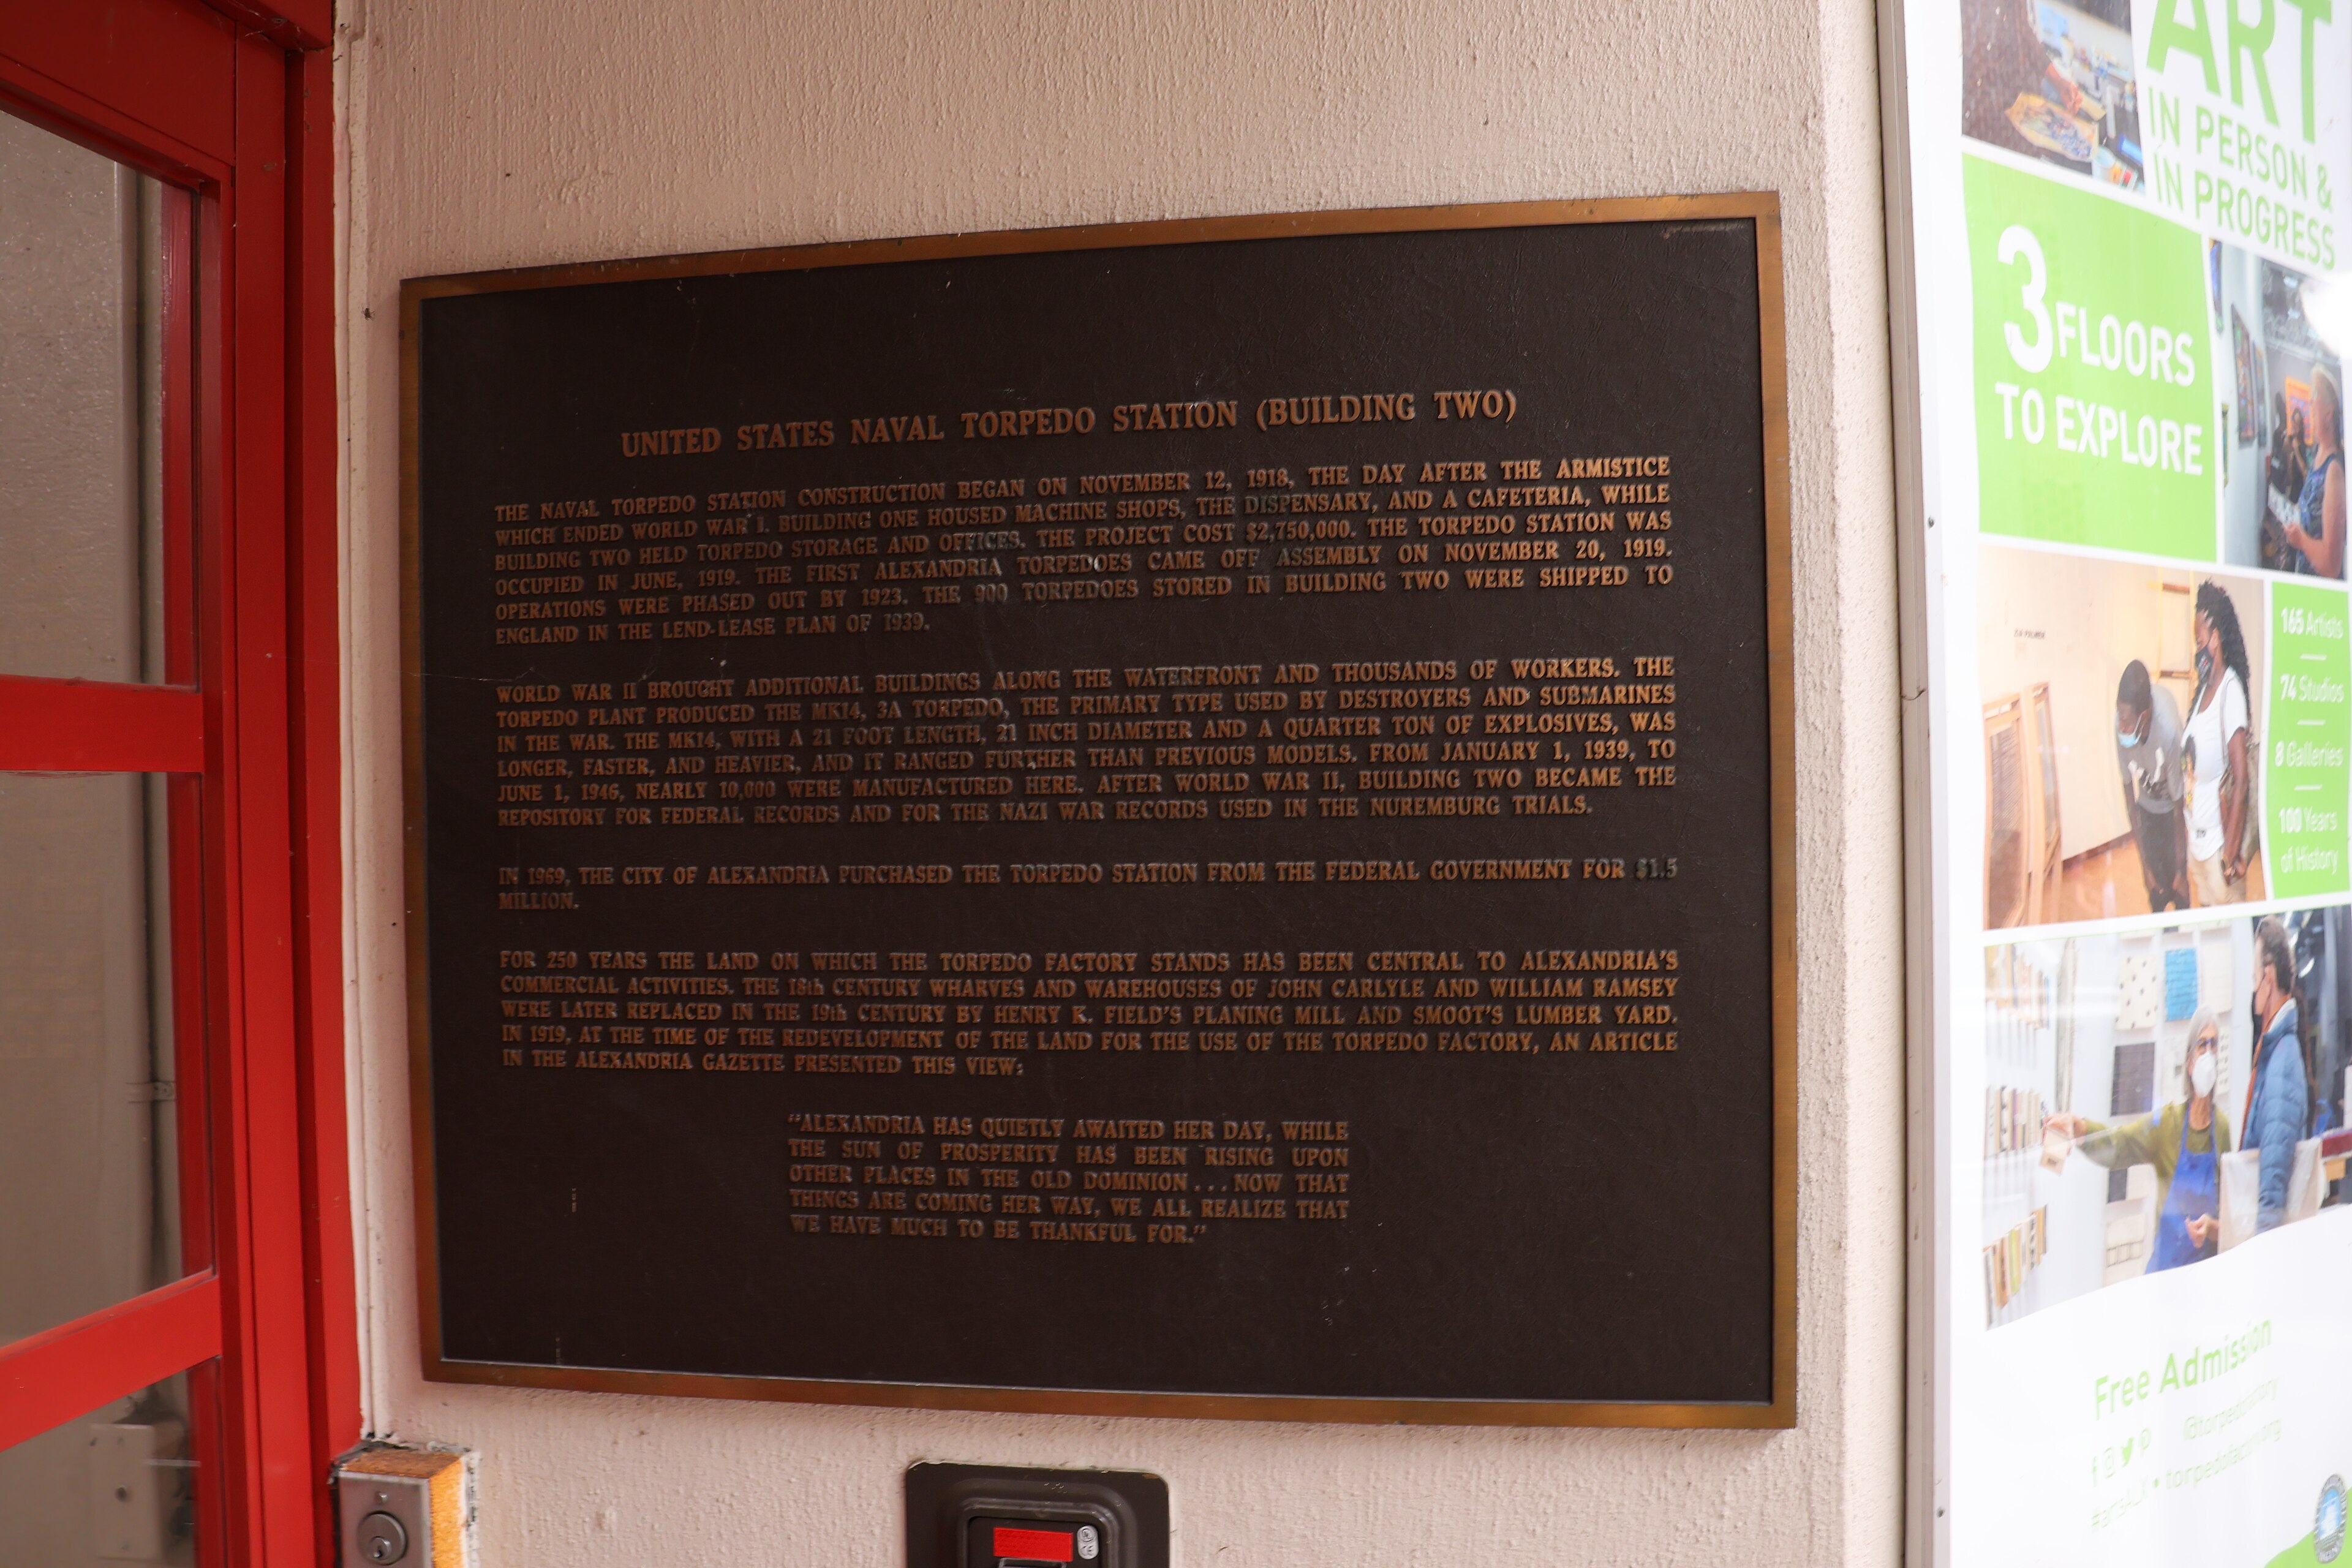 UNITED STATES NAVAL TORPEDO STATION (BUILDING TWO)
THE NAVAL TORPEDO STATION CONSTRUCTION BEGAN ON NOVEMBER 12, 1918, THE DAY AFTER THE ARMISTICE
WHICH ENDED WORLD WAR I. BUILDING ONE HOUSED MACHINE SHOPS, THE DISPENSARY, AND A CAFETERIA, WHILE
BUILDING TWO HELD TORPEDO STORAGE AND OFFICES. THE PROJECT COST $2,750,000. THE TORPEDO STATION WAS
OCCUPIED IN JUNE, 1919. THE FIRST ALEXANDRIA TORPEDOES CAME OFF ASSEMBLY ON NOVEMBER 20, 1919.
OPERATIONS WERE PHASED OUT BY 1923. THE 900 TORPEDOES STORED IN BUILDING TWO WERE SHIPPED TO
ENGLAND IN THE LEND-LEASE PLAN OF 1939.
WORLD WAR II BROUGHT ADDITIONAL BUILDINGS ALONG THE WATERFRONT AND THOUSANDS OF WORKERS. THE
TORPEDO PLANT PRODUCED THE MK14, 3A TORPEDO, THE PRIMARY TYPE USED BY DESTROYERS AND SUBMARINES
IN THE WAR. THE MK14, WITH A 21 FOOT LENGTH, 21 INCH DIAMETER AND A QUARTER TON OF EXPLOSIVES, WAS
LONGER, FASTER, AND HEAVIER, AND IT RANGED FURTHER THAN PREVIOUS MODELS. FROM JANUARY 1, 1939, TO
JUNE 1, 1946, NEARLY 10,000 WERE MANUFACTURED HERE. AFTER WORLD WAR II, BUILDING TWO BECAME THE
REPOSITORY FOR FEDERAL RECORDS AND FOR THE NAZI WAR RECORDS USED IN THE NUREMBURG TRIALS.
IN 1969, THE CITY OF ALEXANDRIA PURCHASED THE TORPEDO STATION FROM THE FEDERAL GOVERNMENT FOR $1.5
MILLION.
FOR 250 YEARS THE LAND ON WHICH THE TORPEDO FACTORY STANDS HAS BEEN CENTRAL TO ALEXANDRIA'S
COMMERCIAL ACTIVITIES. THE 18th CENTURY WHARVES AND WAREHOUSES OF JOHN CARLYLE AND WILLIAM RAMSEY
WERE LATER REPLACED IN THE 19th CENTURY BY HENRY K. FIELD'S PLANING MILL AND SMOOT'S LUMBER YARD.
IN 1919, AT THE TIME OF THE REDEVELOPMENT OF THE LAND FOR THE USE OF THE TORPEDO FACTORY, AN ARTICLE
IN THE ALEXANDRIA GAZETTE PRESENTED THIS VIEW:
"ALEXANDRIA HAS QUIETLY AWAITED HER DAY, WHILE
THE SUN OF PROSPERITY HAS BEEN RISING UPON
OTHER PLACES IN THE OLD DOMINION...NOW THAT
THINGS ARE COMING HER WAY, WE ALL REALIZE THAT
WE HAVE MUCH TO BE THANKFUL FOR."
ART
IN PERSON &
IN PROGRESS
3 FLOORS
TO EXPLORE
165 Artists
74 Studios
8 Galleries
100 Years
of History
Free Admission
@torpedofactory
#artsALX • torpedofactory.org